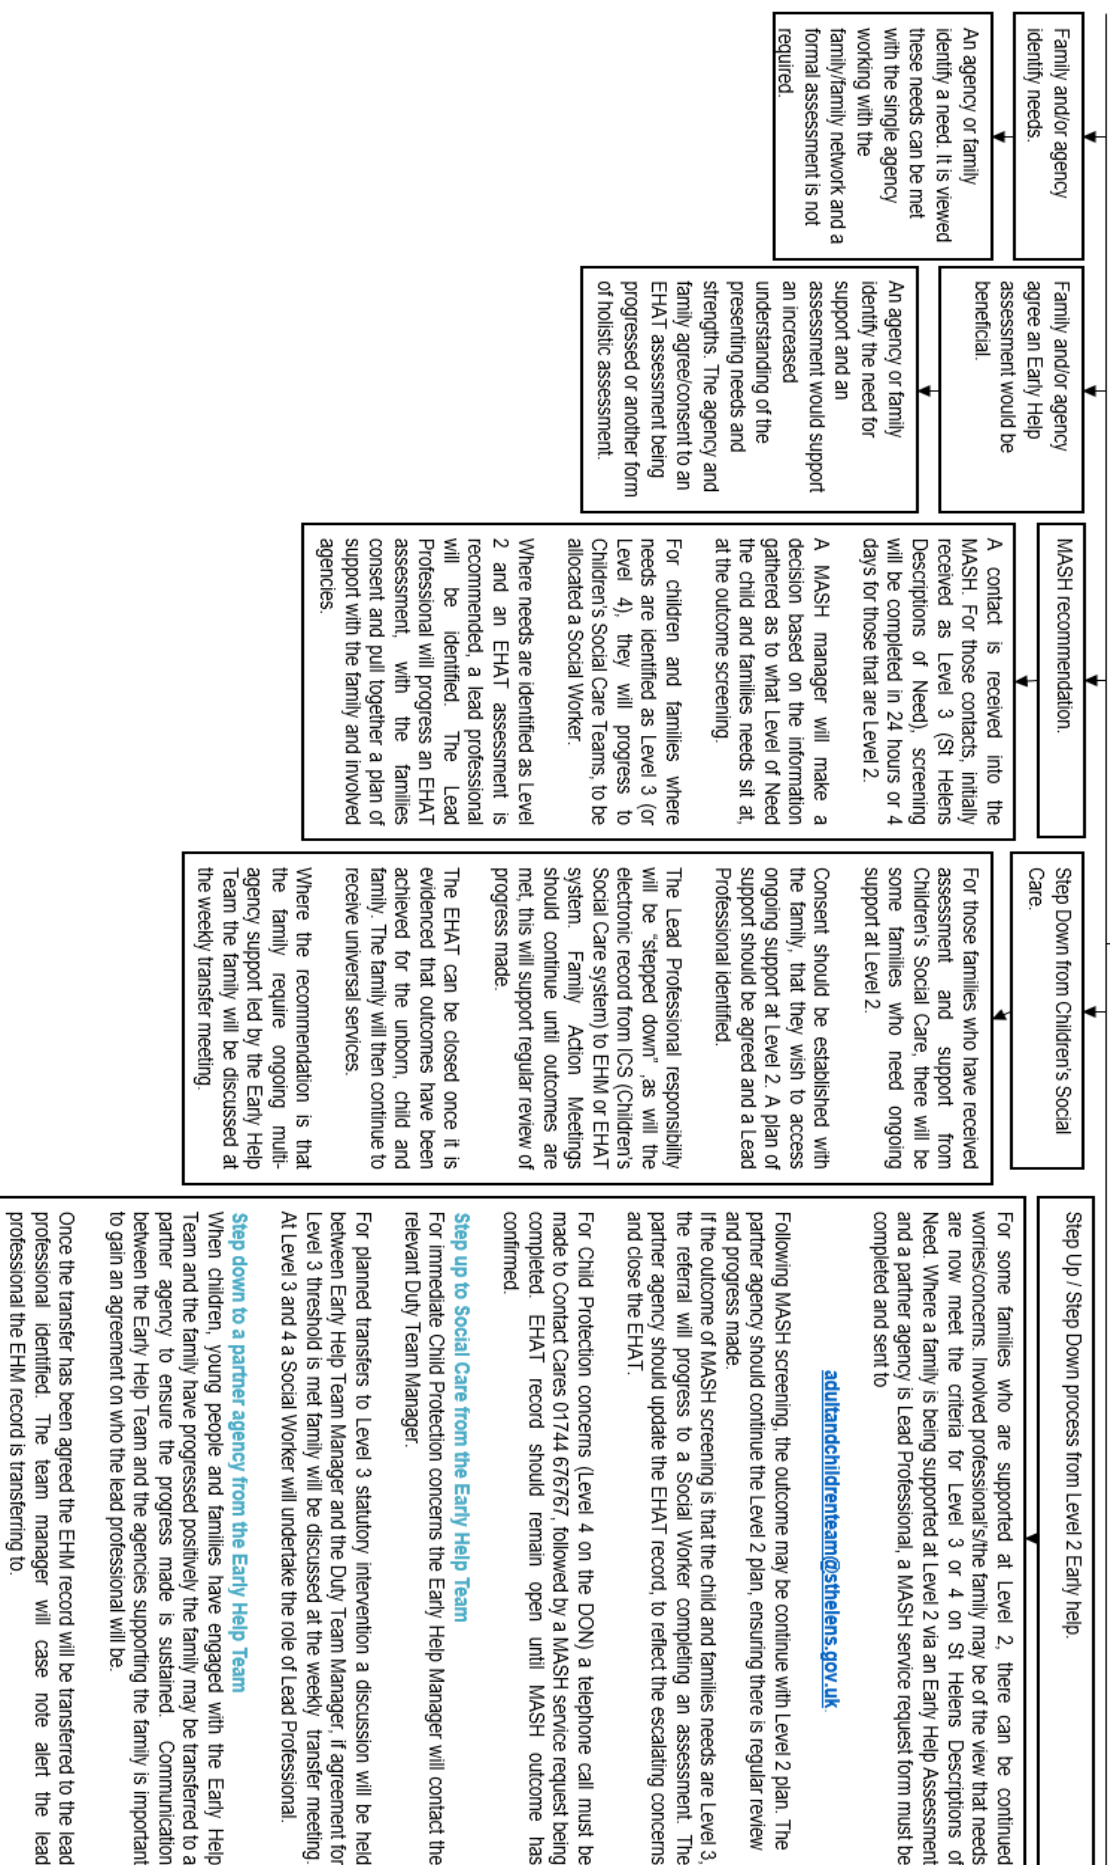 Family and/or agency
identify needs.
An agency or family
identify a need. It is viewed
these needs can be met
with the single agency
working with the
family/family network and a
formal assessment is not
required.
Family and/or agency
agree an Early Help
assessment would be
beneficial.
An agency or family
identify the need for
support and an
assessment would support
an increased
understanding of the
presenting needs and
strengths. The agency and
family agree/consent to an
EHAT assessment being
progressed or another form
of holistic assessment.
MASH recommendation.
A contact is received into the
MASH. For those contacts, initially
received as Level 3 (St Helens
Descriptions of Need), screening
will be completed in 24 hours or 4
days for those that are Level 2.
A MASH manager will make a
decision based on the information
gathered as to what Level of Need
the child and families needs sit at,
at the outcome screening.
For children and families where
needs are identified as Level 3 (or
Level 4), they will progress to
Children's Social Care Teams, to be
allocated a Social Worker.
Where needs are identified as Level
2 and an EHAT assessment is
recommended, a lead professional
will be identified. The Lead
Professional will progress an EHAT
assessment, with the families
consent and pull together a plan of
support with the family and involved
agencies.
Step Down from Children's Social
Care.
For those families who have received
assessment and support from
Children's Social Care, there will be
some families who need ongoing
support at Level 2.
Consent should be established with
the family, that they wish to access
ongoing support at Level 2. A plan of
support should be agreed and a Lead
Professional identified.
The Lead Professional responsibility
will be "stepped down" ,as will the
electronic record from ICS (Children's
Social Care system) to EHM or EHAT
system. Family Action Meetings
should continue until outcomes are
met, this will support regular review of
progress made.
The EHAT can be closed once it is
evidenced that outcomes have been
achieved for the unborn, child and
family. The family will then continue to
receive universal services.
Where the recommendation is that
the family require ongoing multi-
agency support led by the Early Help
Team the family will be discussed at
the weekly transfer meeting.
Step Up / Step Down process from Level 2 Early help.
For some families who are supported at Level 2, there can be continued
worries/concerns. Involved professional's/the family may be of the view that needs
are now meet the criteria for Level 3 or 4 on St Helens Descriptions of
Need. Where a family is being supported at Level 2 via an Early Help Assessment
and a partner agency is Lead Professional, a MASH service request form must be
completed and sent to
adultandchildrenteam@sthelens.gov.uk.
Following MASH screening, the outcome may be continue with Level 2 plan. The
partner agency should continue the Level 2 plan, ensuring there is regular review
and progress made.
If the outcome of MASH screening is that the child and families needs are Level 3,
the referral will progress to a Social Worker completing an assessment. The
partner agency should update the EHAT record, to reflect the escalating concerns
and close the EHAT.
For Child Protection concerns (Level 4 on the DON) a telephone call must be
made to Contact Cares 01744 676767, followed by a MASH service request being
completed. EHAT record should remain open until MASH outcome has
confirmed.
Step up to Social Care from the Early Help Team
For immediate Child Protection concerns the Early Help Manager will contact the
relevant Duty Team Manager.
For planned transfers to Level 3 statutory intervention a discussion will be held
between Early Help Team Manager and the Duty Team Manager, if agreement for
Level 3 threshold is met family will be discussed at the weekly transfer meeting.
At Level 3 and 4 a Social Worker will undertake the role of Lead Professional.
Step down to a partner agency from the Early Help Team
When children, young people and families have engaged with the Early Help
Team and the family have progressed positively the family may be transferred to a
partner agency to ensure the progress made is sustained. Communication
between the Early Help Team and the agencies supporting the family is important
to gain an agreement on who the lead professional will be.
Once the transfer has been agreed the EHM record will be transferred to the lead
professional identified. The team manager will case note alert the lead
professional the EHM record is transferring to.